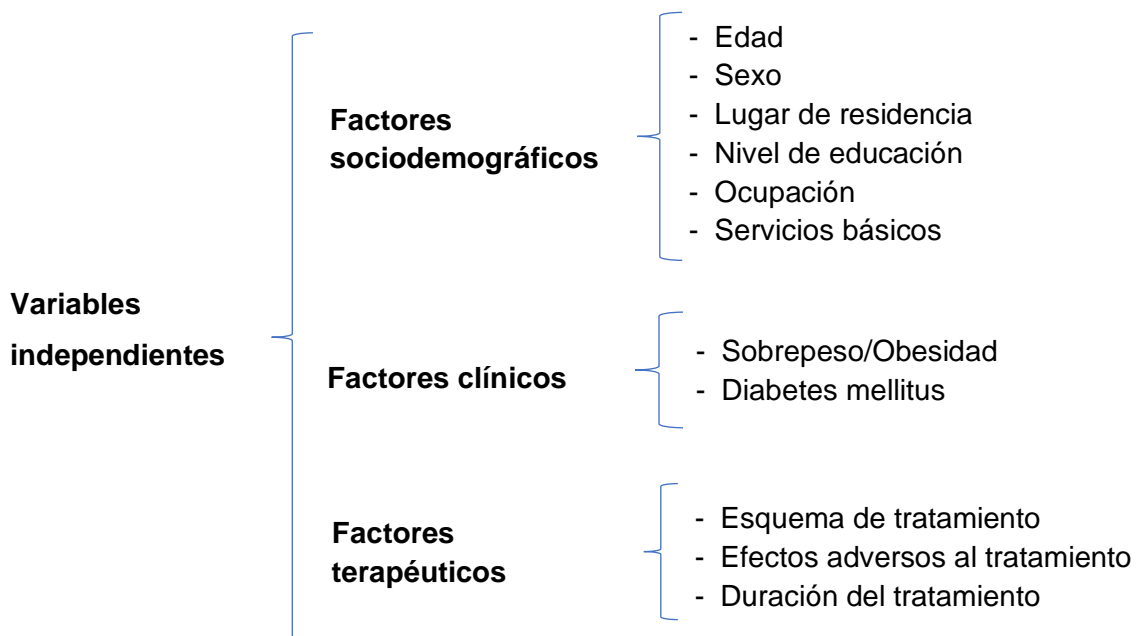 Variables
independientes
Factores
sociodemográficos
- Edad
- Sexo
- Lugar de residencia
- Nivel de educación
- Ocupación
- Servicios básicos
Factores clínicos
- Sobrepeso/Obesidad
- Diabetes mellitus
Factores
terapéuticos
- Esquema de tratamiento
- Efectos adversos al tratamiento
- Duración del tratamiento